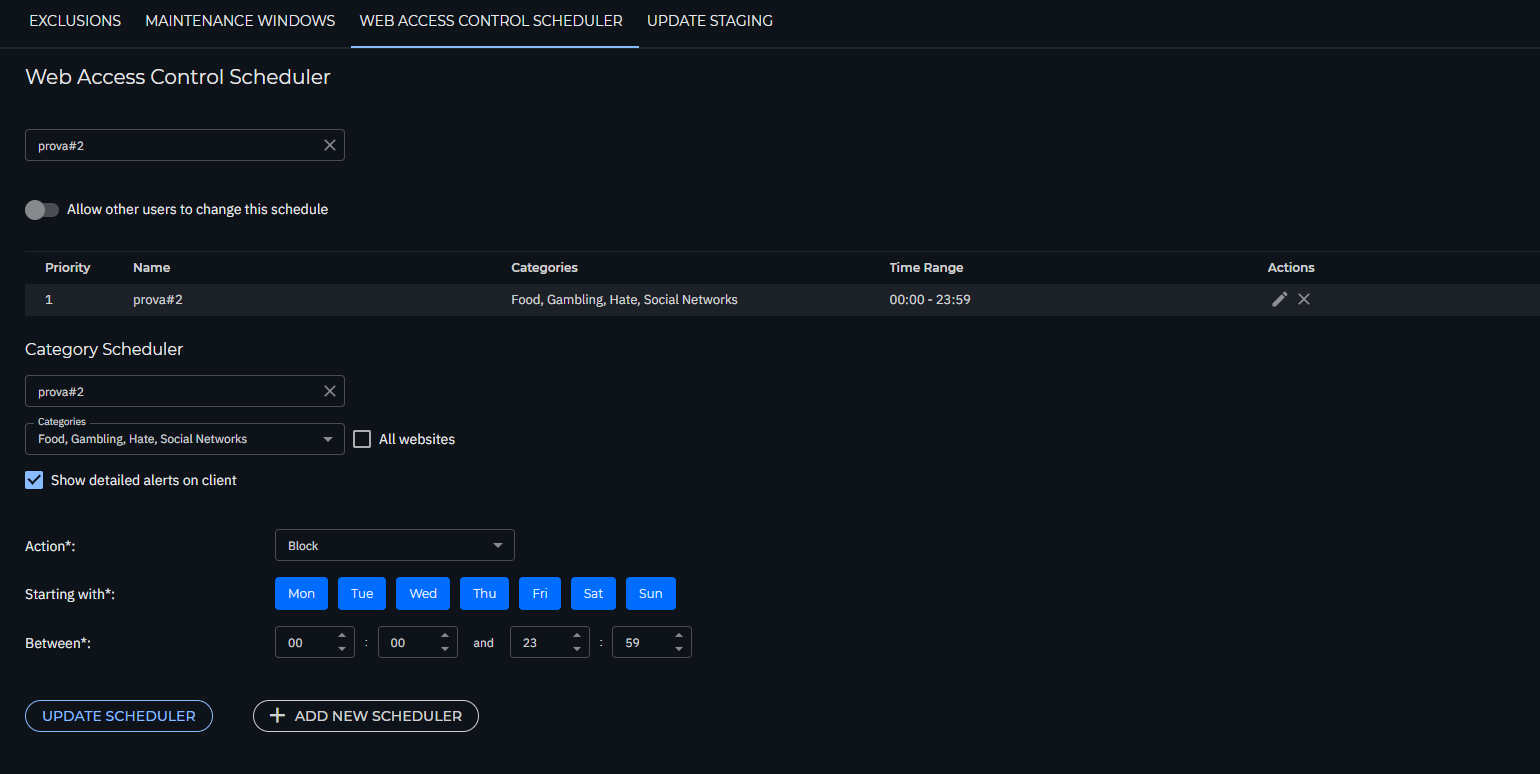 EXCLUSIONS MAINTENANCE WINDOWS WEB ACCESS CONTROL SCHEDULER UPDATE STAGING
Web Access Control Scheduler
prova#2
Allow other users to change this schedule
Priority Name Categories Time Range Actions
1 prova#2 Food, Gambling, Hate, Social Networks 00:00 - 23:59
Category Scheduler
prova#2
Categories
Food, Gambling, Hate, Social Networks All websites
Show detailed alerts on client
Action*: Block
Starting with*: Mon Tue Wed Thu Fri Sat Sun
Between*: 00 : 00 and 23 : 59
UPDATE SCHEDULER + ADD NEW SCHEDULER